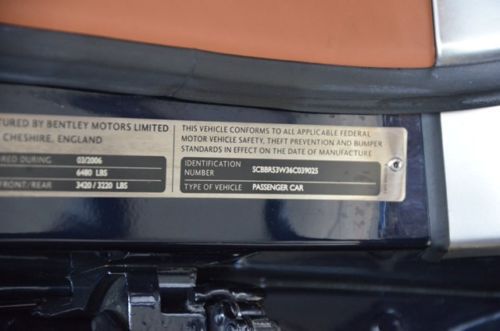 TURED BY BENTLEY MOTORS LIMITED
CHESHIRE, ENGLAND
THIS VEHICLE CONFORMS TO ALL APPLICABLE FEDERAL
MOTOR VEHICLE SAFETY, THEFT PREVENTION AND BUMPER
STANDARDS IN EFFECT ON THE DATE OF MANUFACTURE
URED DURING 03/2006
6480 LBS
FRONT/REAR 3420 / 3220 LBS
IDENTIFICATION
NUMBER SCBBR53W36C039025
TYPE OF VEHICLE PASSENGER CAR